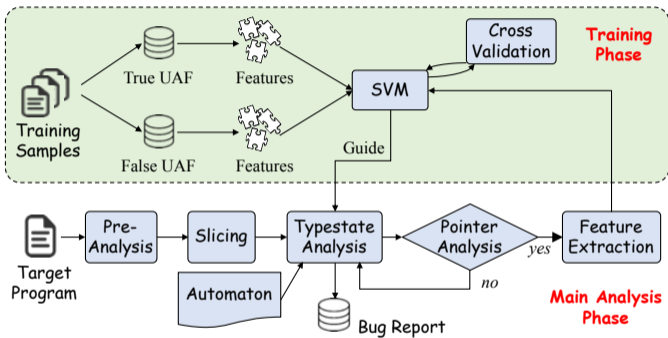 Cross
Validation
Training
Phase
True UAF
Features
SVM
Training
Samples
False UAF
Features
Guide
Target
Program
Pre-
Analysis
Slicing
Typestate
Analysis
Pointer
Analysis
yes
Feature
Extraction
no
Automaton
Bug Report
Main Analysis
Phase